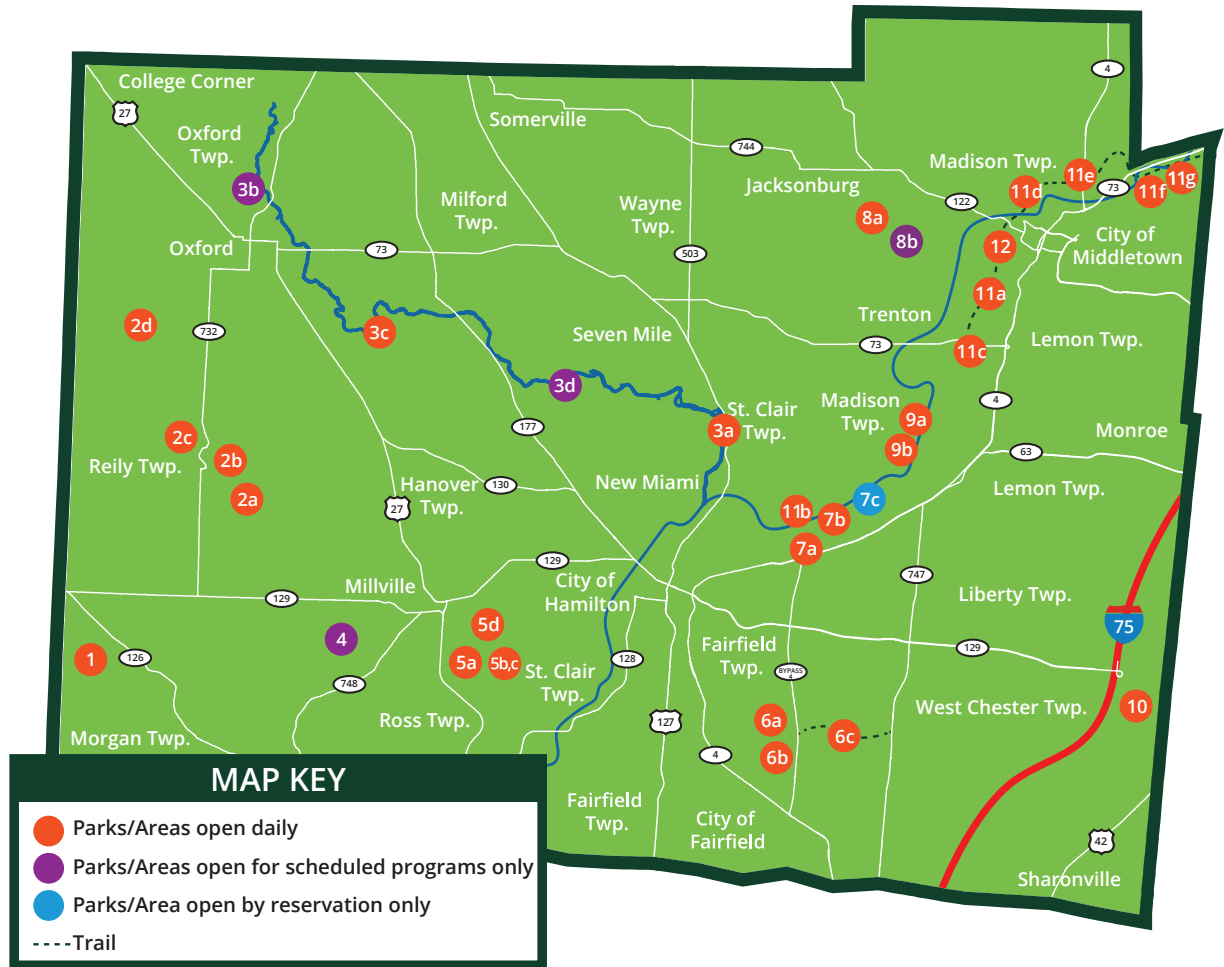 4
College Corner
27
Oxford
Twp.
Somerville
744
Madison Twp.
11e
11d
73
11f
11g
3b
Milford
Twp.
Wayne
Twp.
Jacksonburg
122
8a
8b
12
City of
Middletown
Oxford
73
503
11a
2d
732
3c
Seven Mile
Trenton
73
11c
Lemon Twp.
3d
4
St. Clair
Twp.
3a
Madison
Twp.
9a
9b
Monroe
63
2c
Reily Twp.
2b
2a
177
Hanover
Twp.
130
27
New Miami
Lemon Twp.
7c
11b
7b
7a
129
Millville
City of
Hamilton
747
Liberty Twp.
129
75
4
5d
5a
5b,c
St. Clair
Twp.
128
Fairfield
Twp.
129
1
126
748
Ross Twp.
BYPASS
4
West Chester Twp.
10
Morgan Twp.
127
6a
6b
6c
4
Fairfield
Twp.
City of
Fairfield
42
Sharonville
MAP KEY
Parks/Areas open daily
Parks/Areas open for scheduled programs only
Parks/Area open by reservation only
Trail